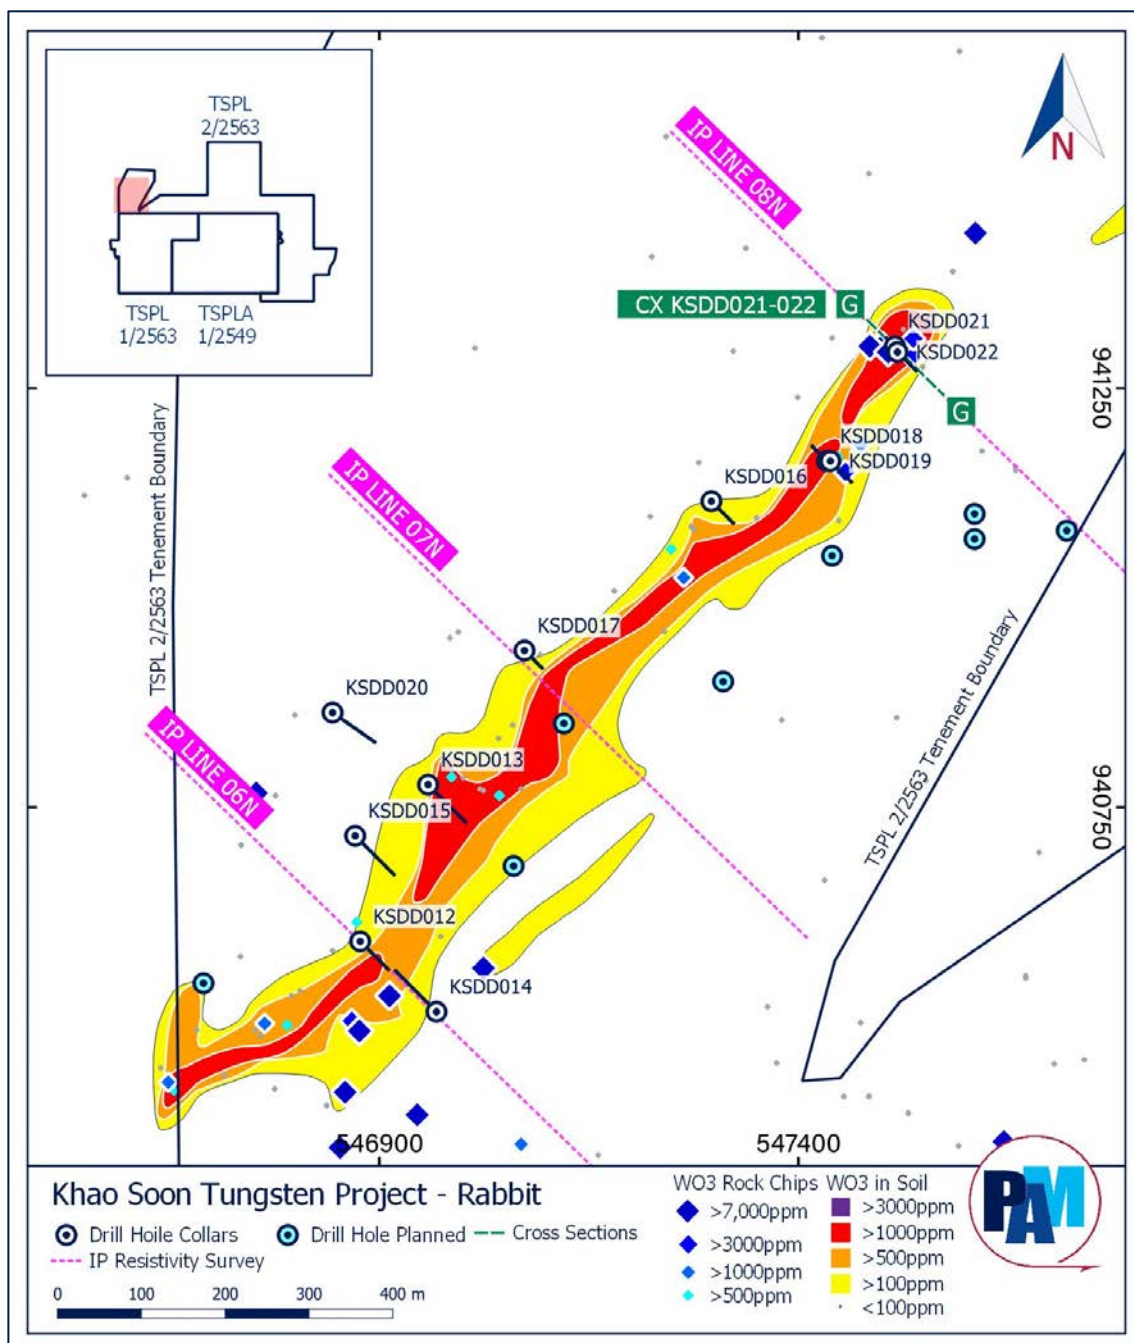 TSPL
2/2563
TSPL
1/2563
TSPLA
1/2549
N
IP LINE 08N
CX KSDD021-022
G
KSDD021
KSDD022
G
941250
KSDD018
KSDD019
KSDD016
IP LINE 07N
TSPL 2/2563 Tenement Boundary
KSDD017
KSDD020
TSPL 2/2563 Tenement Boundary
IP LINE 06N
KSDD013
KSDD015
940750
KSDD012
KSDD014
546900
547400
Khao Soon Tungsten Project - Rabbit
Drill Hoile Collars
Drill Hole Planned
Cross Sections
IP Resistivity Survey
0 100 200 300 400 m
WO3 Rock Chips
>7,000ppm
>3000ppm
>1000ppm
>500ppm
WO3 in Soil
>3000ppm
>1000ppm
>500ppm
>100ppm
<100ppm
PAM